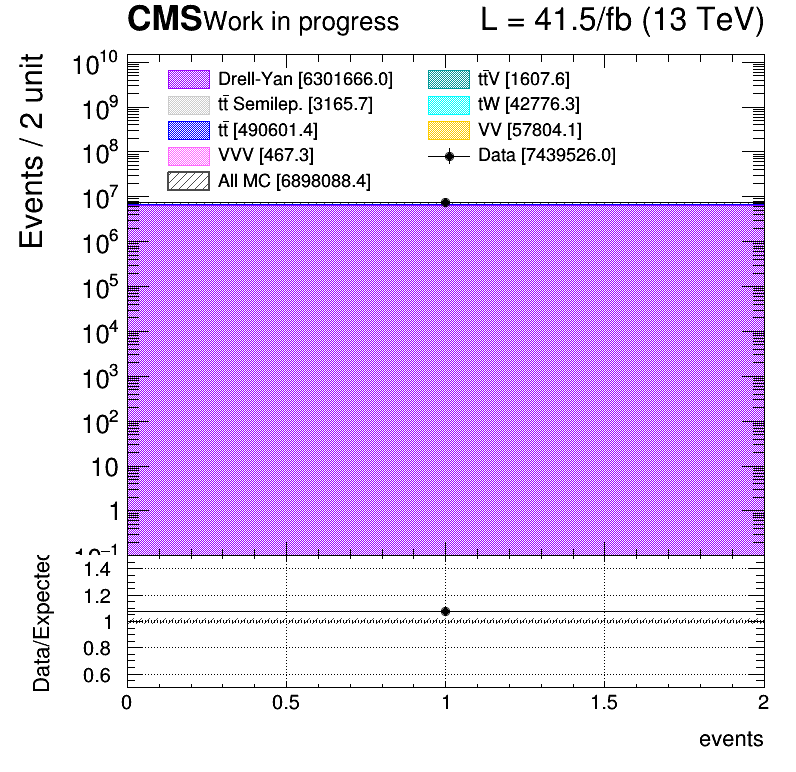 CMS Work in progress L = 41.5/fb (13 TeV)
Events / 2 unit
10^10
10^9
10^8
10^7
10^6
10^5
10^4
10^3
10^2
10
1
10^−1
Drell-Yan [6301666.0]
tt̄ Semilep. [3165.7]
tt̄ [490601.4]
VVV [467.3]
All MC [6898088.4]
tt̄V [1607.6]
tW [42776.3]
VV [57804.1]
Data [7439526.0]
Data/Expected
1.4
1.2
1
0.8
0.6
0 0.5 1 1.5 2
events